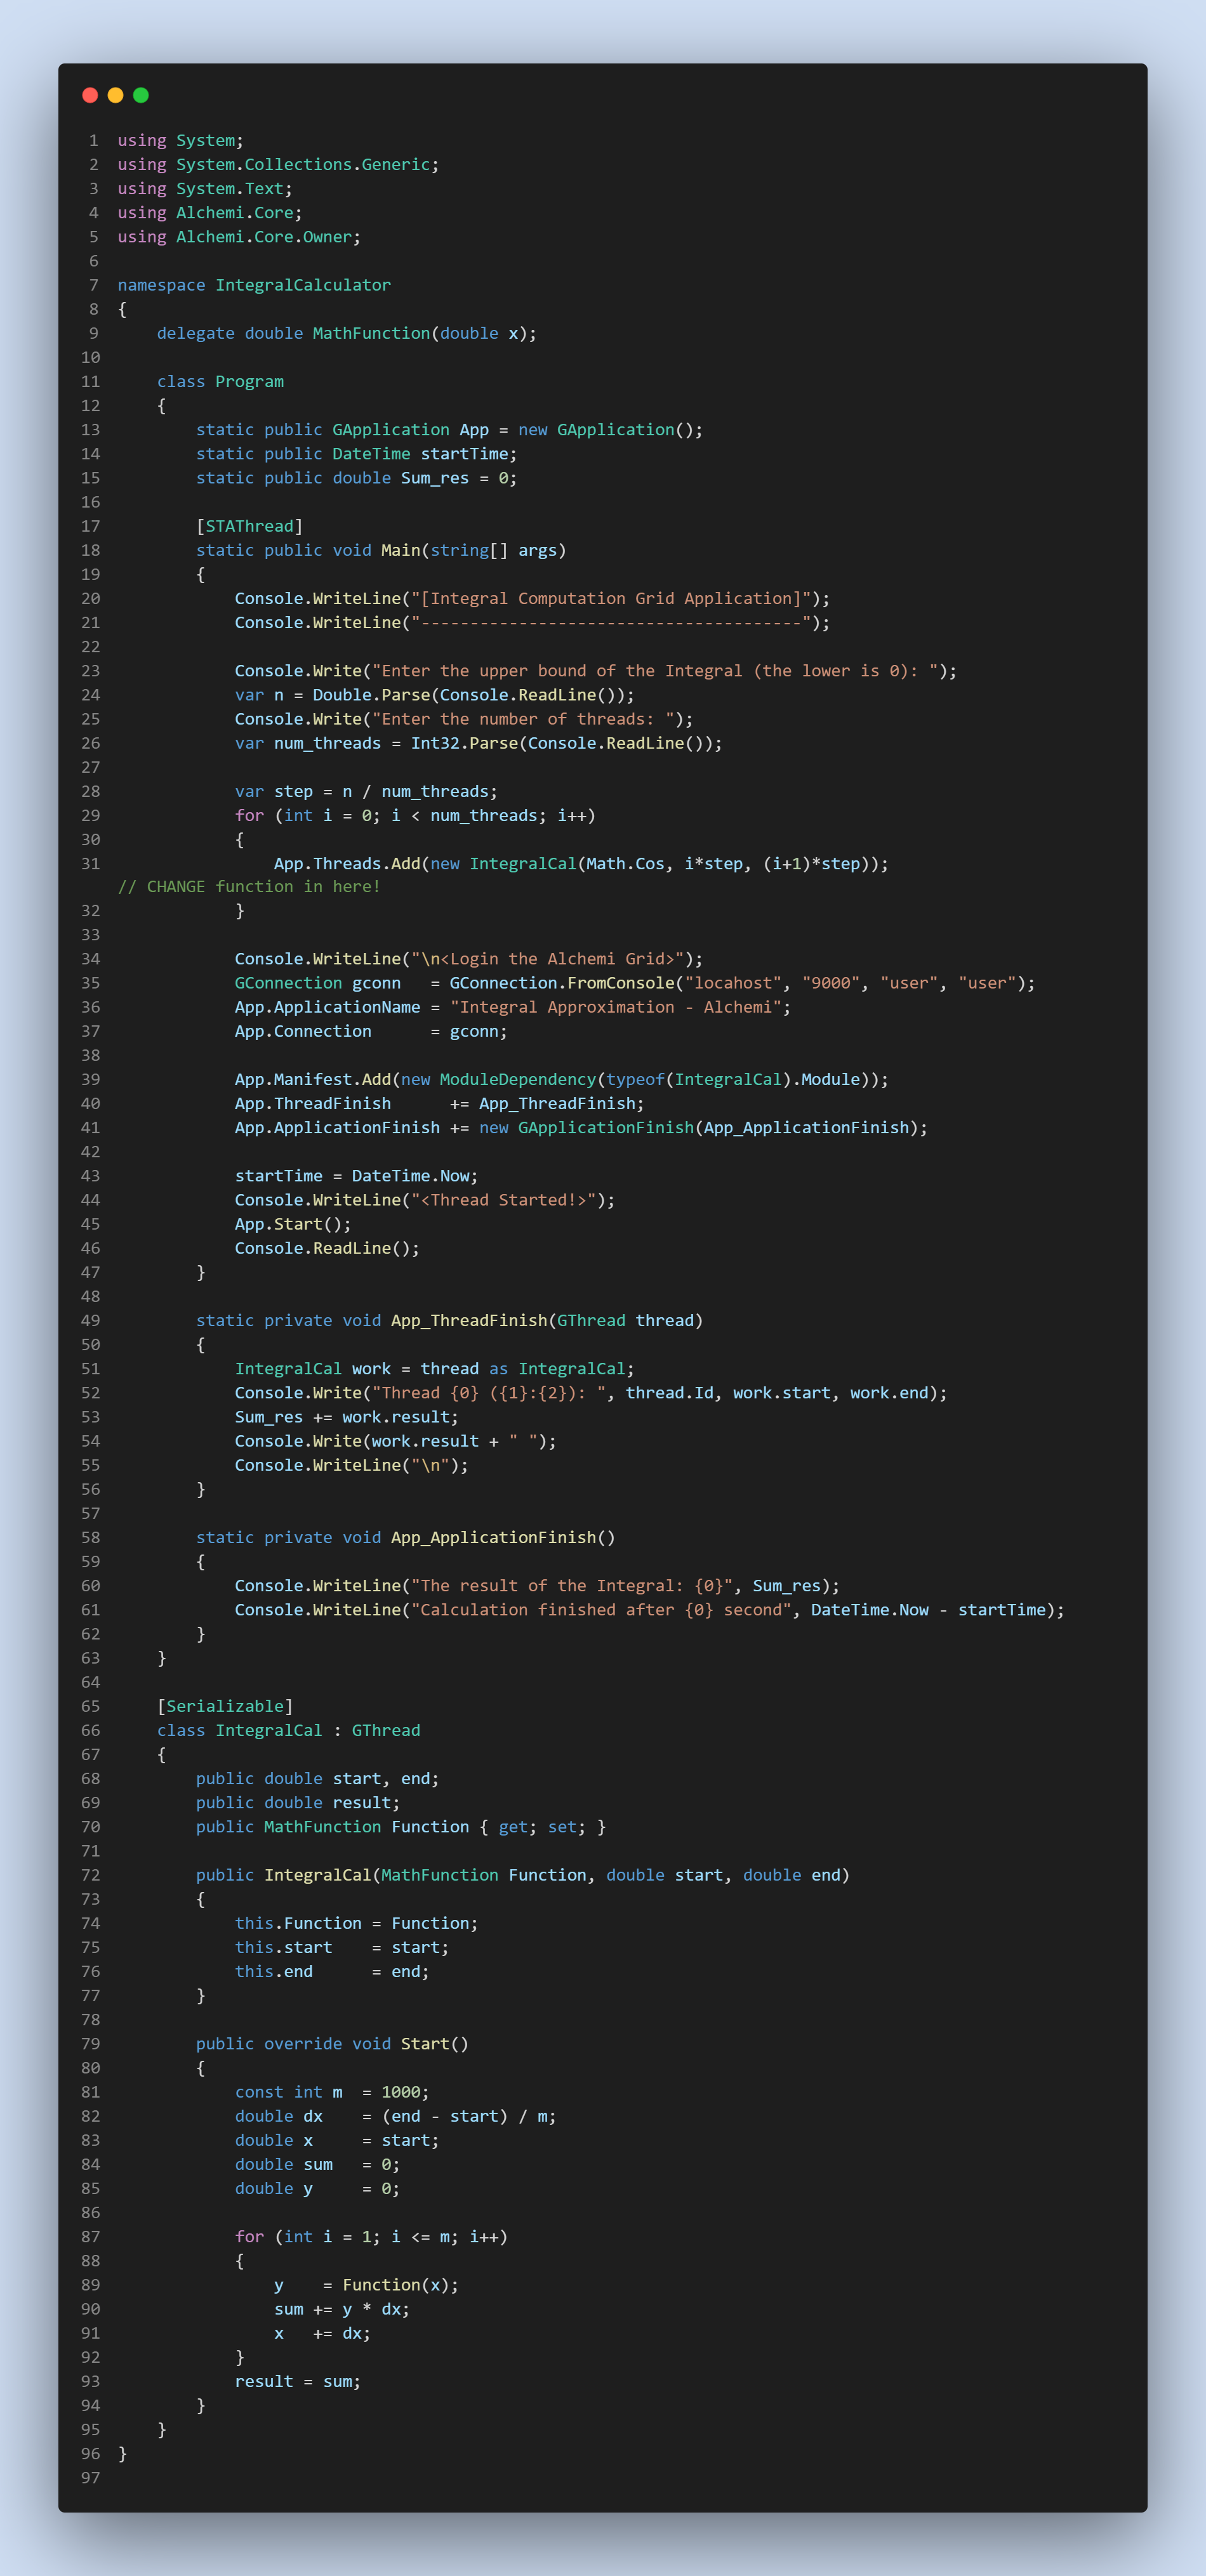 1 using System;
2 using System.Collections.Generic;
3 using System.Text;
4 using Alchemi.Core;
5 using Alchemi.Core.Owner;
6
7 namespace IntegralCalculator
8 {
9     delegate double MathFunction(double x);
10
11     class Program
12     {
13         static public GApplication App = new GApplication();
14         static public DateTime startTime;
15         static public double Sum_res = 0;
16
17         [STAThread]
18         static public void Main(string[] args)
19         {
20             Console.WriteLine("[Integral Computation Grid Application]");
21             Console.WriteLine("---------------------------------------");
22
23             Console.Write("Enter the upper bound of the Integral (the lower is 0): ");
24             var n = Double.Parse(Console.ReadLine());
25             Console.Write("Enter the number of threads: ");
26             var num_threads = Int32.Parse(Console.ReadLine());
27
28             var step = n / num_threads;
29             for (int i = 0; i < num_threads; i++)
30             {
31                 App.Threads.Add(new IntegralCal(Math.Cos, i*step, (i+1)*step));
// CHANGE function in here!
32             }
33
34             Console.WriteLine("\n<Login the Alchemi Grid>");
35             GConnection gconn   = GConnection.FromConsole("locahost", "9000", "user", "user");
36             App.ApplicationName = "Integral Approximation - Alchemi";
37             App.Connection      = gconn;
38
39             App.Manifest.Add(new ModuleDependency(typeof(IntegralCal).Module));
40             App.ThreadFinish      += App_ThreadFinish;
41             App.ApplicationFinish += new GApplicationFinish(App_ApplicationFinish);
42
43             startTime = DateTime.Now;
44             Console.WriteLine("<Thread Started!>");
45             App.Start();
46             Console.ReadLine();
47         }
48
49         static private void App_ThreadFinish(GThread thread)
50         {
51             IntegralCal work = thread as IntegralCal;
52             Console.Write("Thread {0} ({1}:{2}): ", thread.Id, work.start, work.end);
53             Sum_res += work.result;
54             Console.Write(work.result + " ");
55             Console.WriteLine("\n");
56         }
57
58         static private void App_ApplicationFinish()
59         {
60             Console.WriteLine("The result of the Integral: {0}", Sum_res);
61             Console.WriteLine("Calculation finished after {0} second", DateTime.Now - startTime);
62         }
63     }
64
65     [Serializable]
66     class IntegralCal : GThread
67     {
68         public double start, end;
69         public double result;
70         public MathFunction Function { get; set; }
71
72         public IntegralCal(MathFunction Function, double start, double end)
73         {
74             this.Function = Function;
75             this.start    = start;
76             this.end      = end;
77         }
78
79         public override void Start()
80         {
81             const int m  = 1000;
82             double dx    = (end - start) / m;
83             double x     = start;
84             double sum   = 0;
85             double y     = 0;
86
87             for (int i = 1; i <= m; i++)
88             {
89                 y    = Function(x);
90                 sum += y * dx;
91                 x   += dx;
92             }
93             result = sum;
94         }
95     }
96 }
97